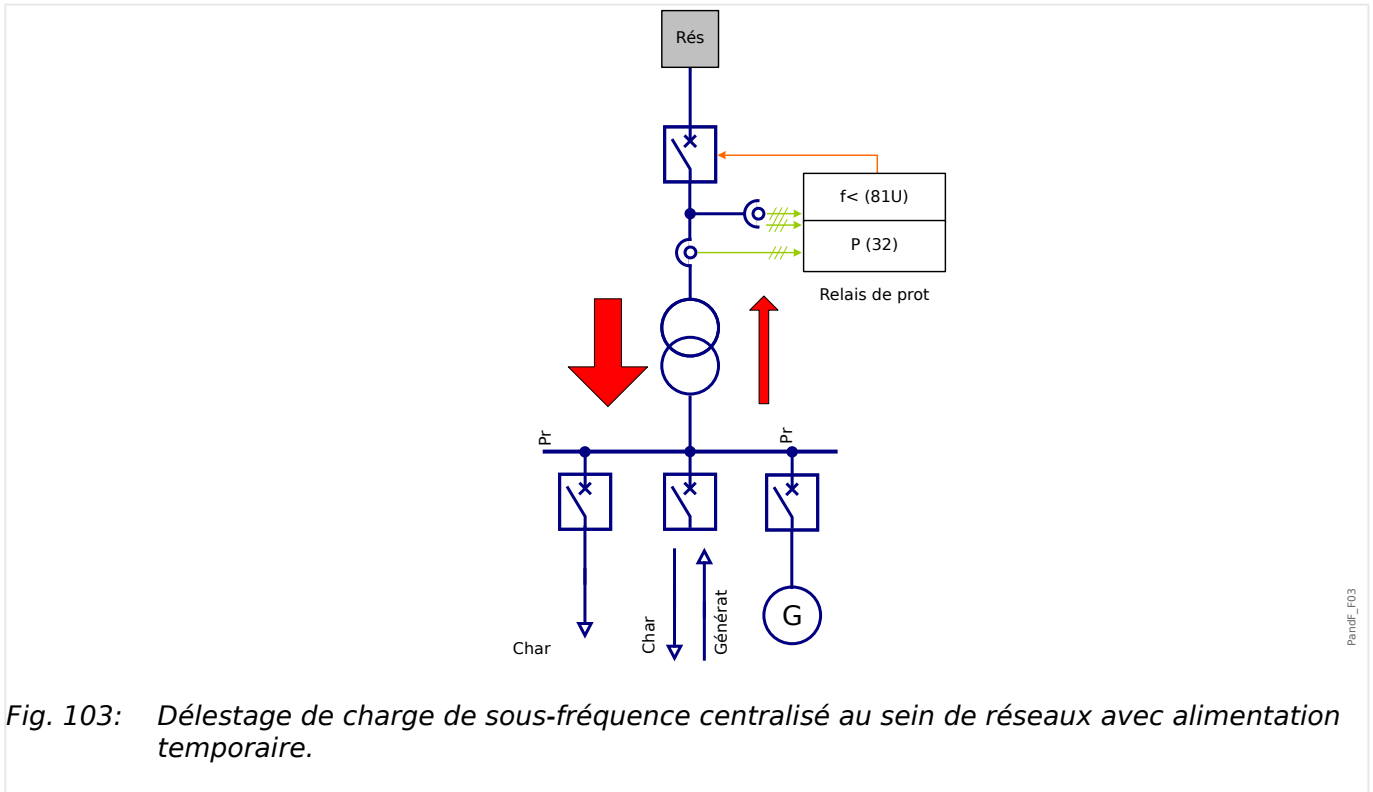 Rés
f< (81U)
P (32)
Relais de prot
Pr
Pr
Char
Char
Générat
G
PandF_F03
Fig. 103: Délestage de charge de sous-fréquence centralisé au sein de réseaux avec alimentation
temporaire.